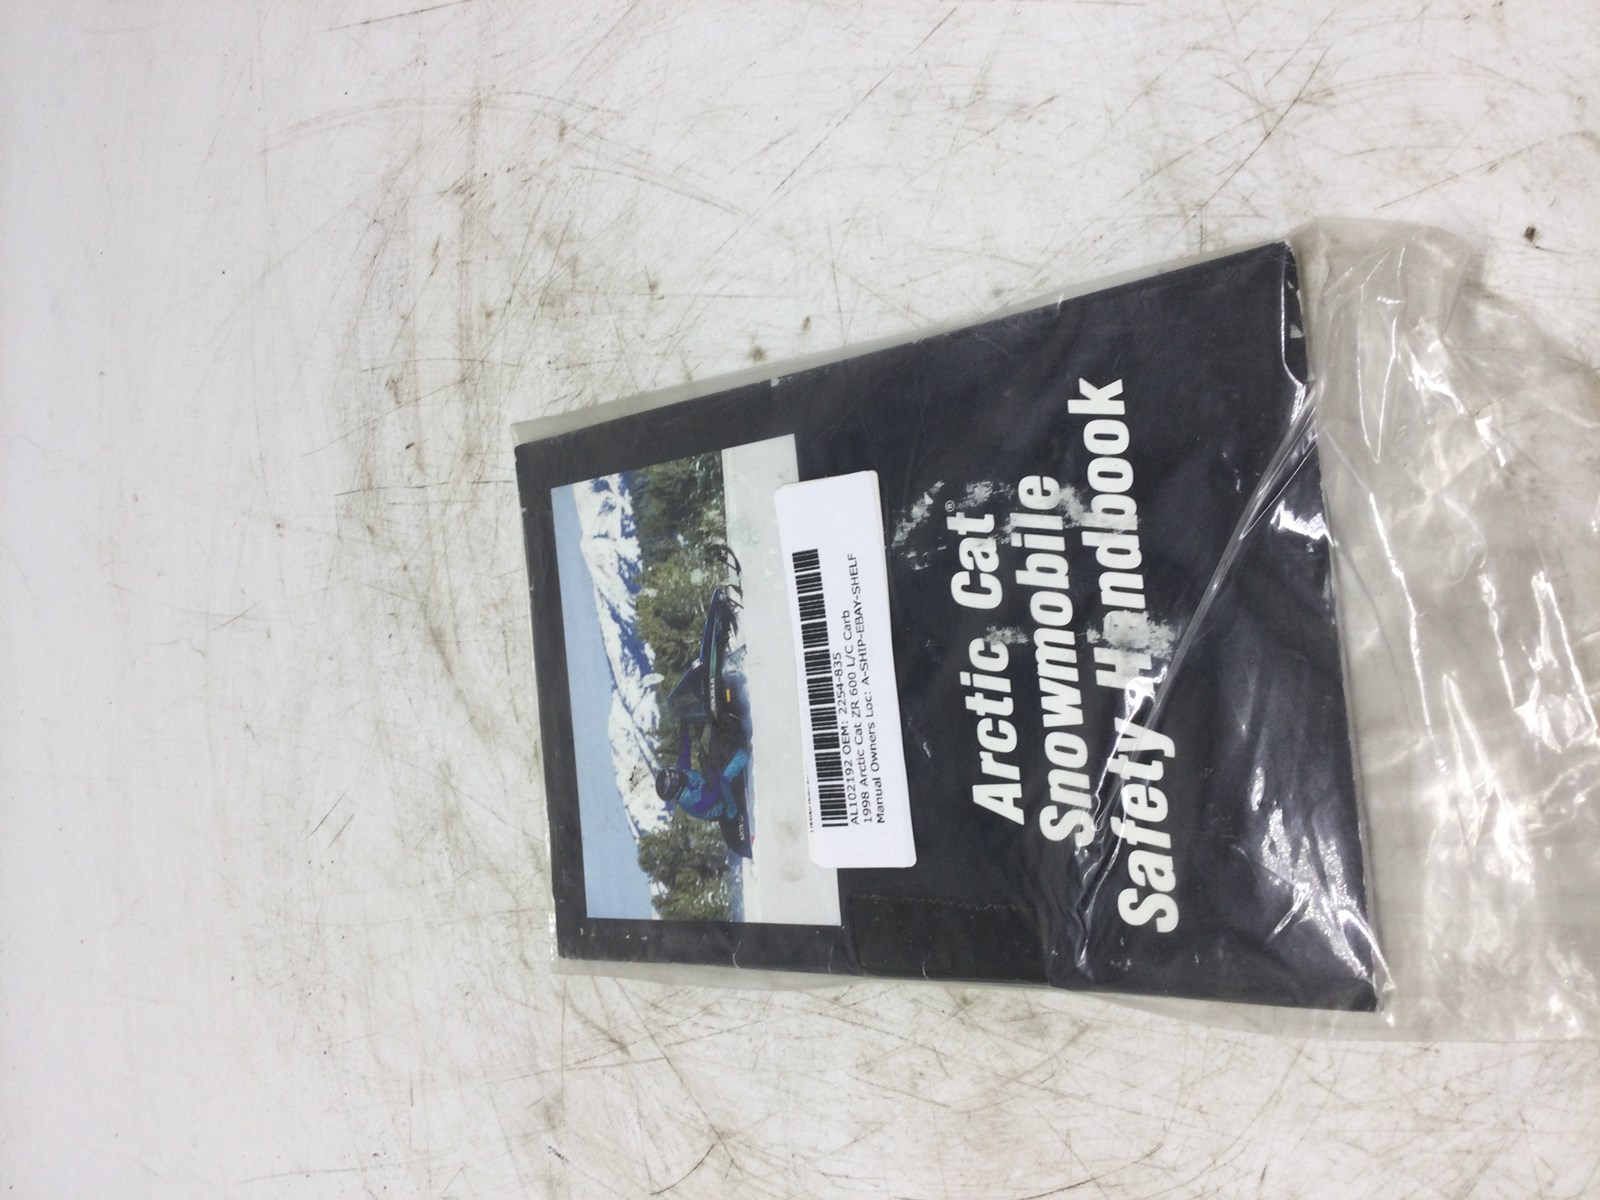 AL102192 OEM: 2254-835
1998 Arctic Cat ZR 600 L/C Carb
Manual Owners Loc: A-SHIP-EBAY-SHELF
Arctic Cat®
Snowmobile
Safety Handbook